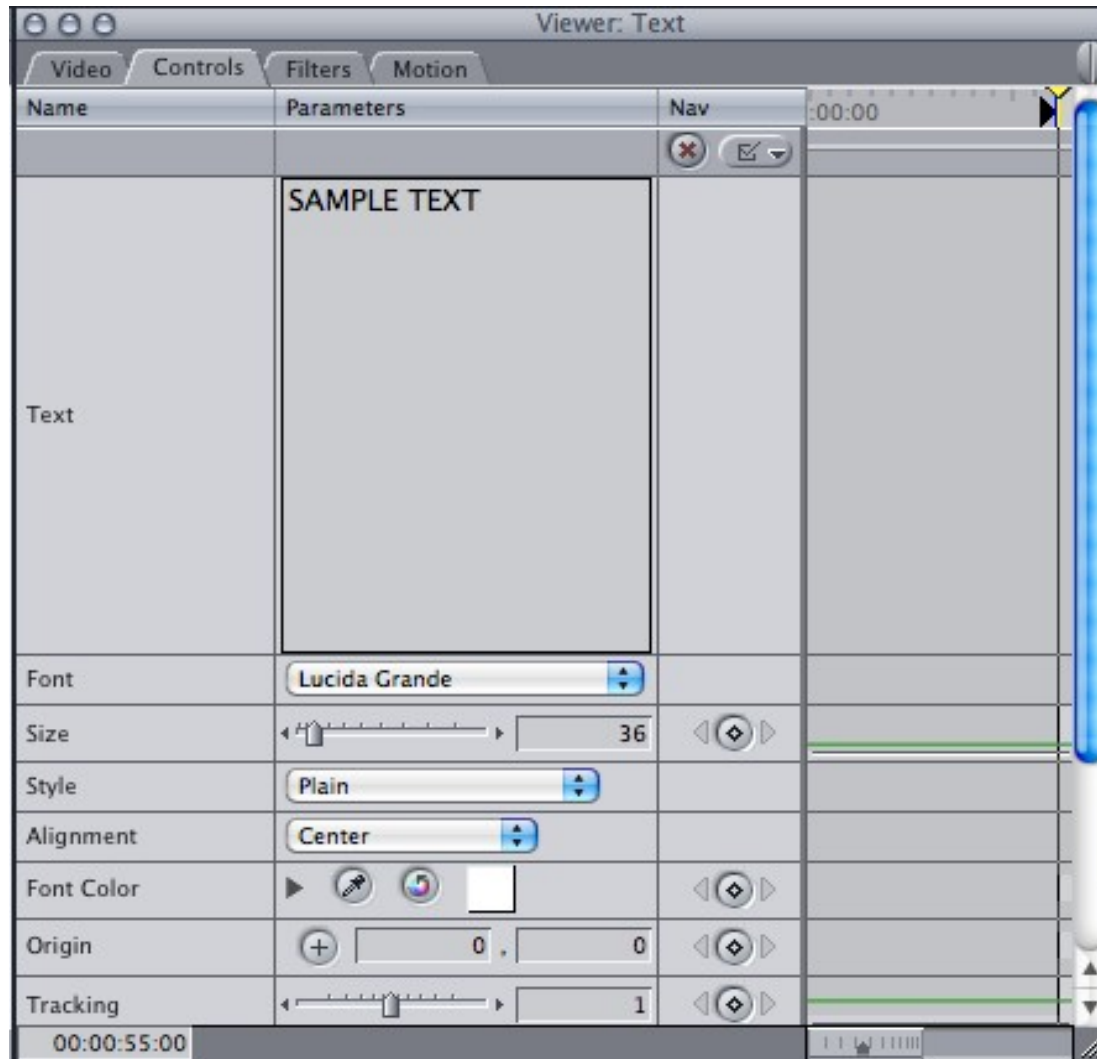 Viewer: Text
Video Controls Filters Motion
Name Parameters Nav :00:00
SAMPLE TEXT
Text
Font Lucida Grande
Size 36
Style Plain
Alignment Center
Font Color
Origin 0 , 0
Tracking 1
00:00:55:00